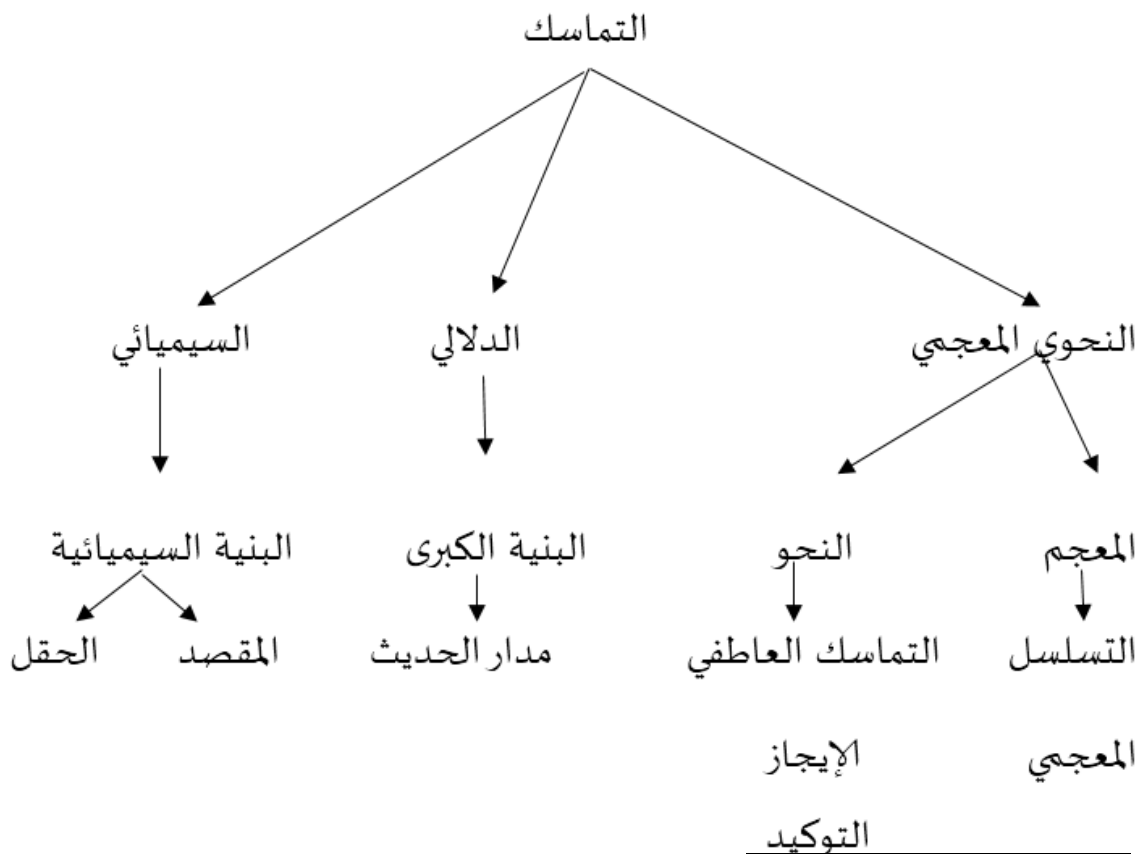 التماسك
النحوي المعجمي الدلالي السيميائي
المعجم النحو البنية الكبرى البنية السيميائية
التسلسل التماسك العاطفي مدار الحديث المقصد الحقل
المعجمي الإيجاز
التوكيد